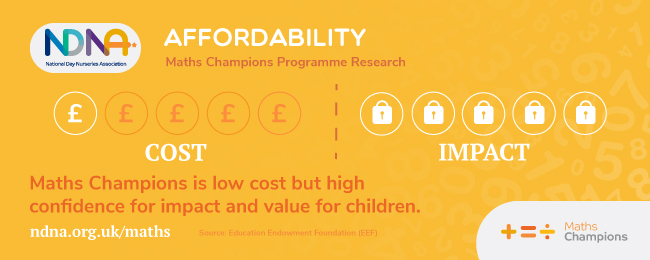 NDNA
National Day Nurseries Association
AFFORDABILITY
Maths Champions Programme Research
£ £ £ £ £
COST
IMPACT
Maths Champions is low cost but high
confidence for impact and value for children.
ndna.org.uk/maths
Source: Education Endowment Foundation (EEF)
+ = ÷
Maths
Champions